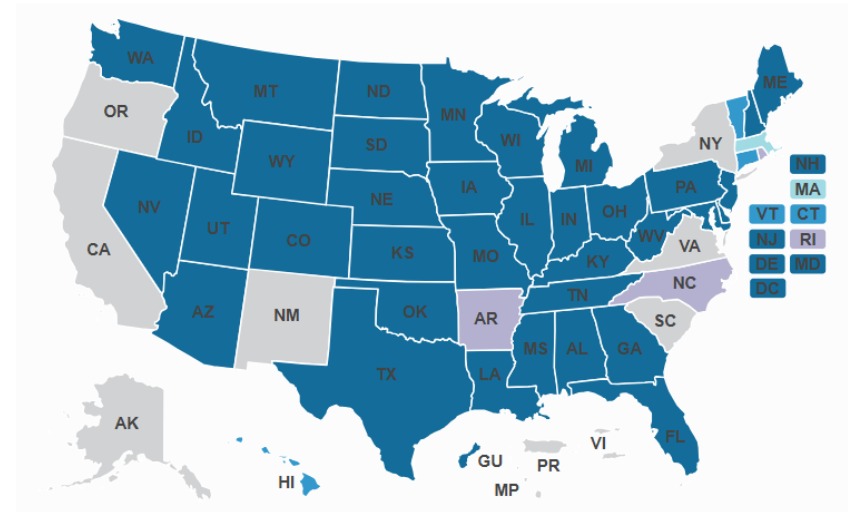 WA
MT
ND
MN
ME
OR
ID
SD
WI
MI
NY
WY
NH
IA
NE
PA
MA
NV
UT
CO
IL
IN
OH
WV
VA
VT CT
CA
KS
MO
KY
NJ RI
TN
NC
DE MD
AZ
NM
OK
AR
SC
DC
MS
AL
GA
TX
LA
AK
FL
VI
GU
PR
HI
MP